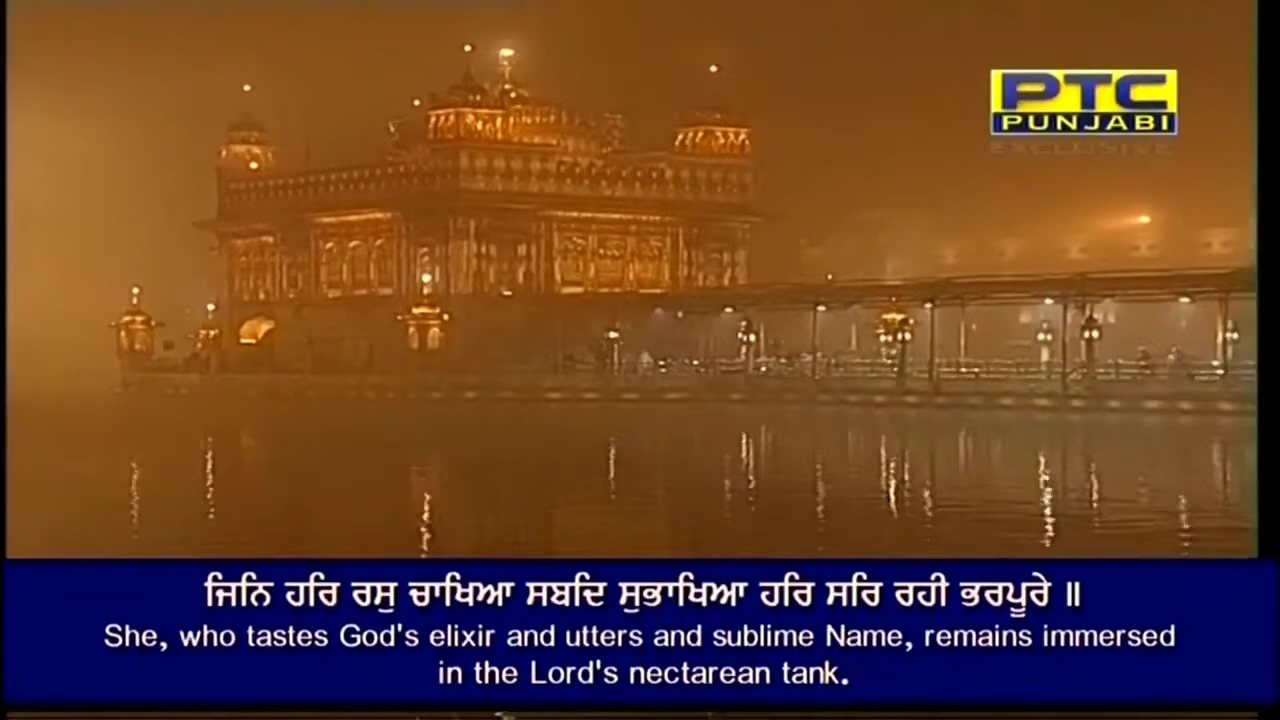 PTC
PUNJABI
EXCLUSIVE
ਜਿਨਿ ਹਰਿ ਰਸੁ ਚਾਖਿਆ ਸਬਦਿ ਸੁਭਾਖਿਆ ਹਰਿ ਸਰਿ ਰਹੀ ਭਰਪੂਰੇ ॥
She, who tastes God's elixir and utters and sublime Name, remains immersed
in the Lord's nectarean tank.